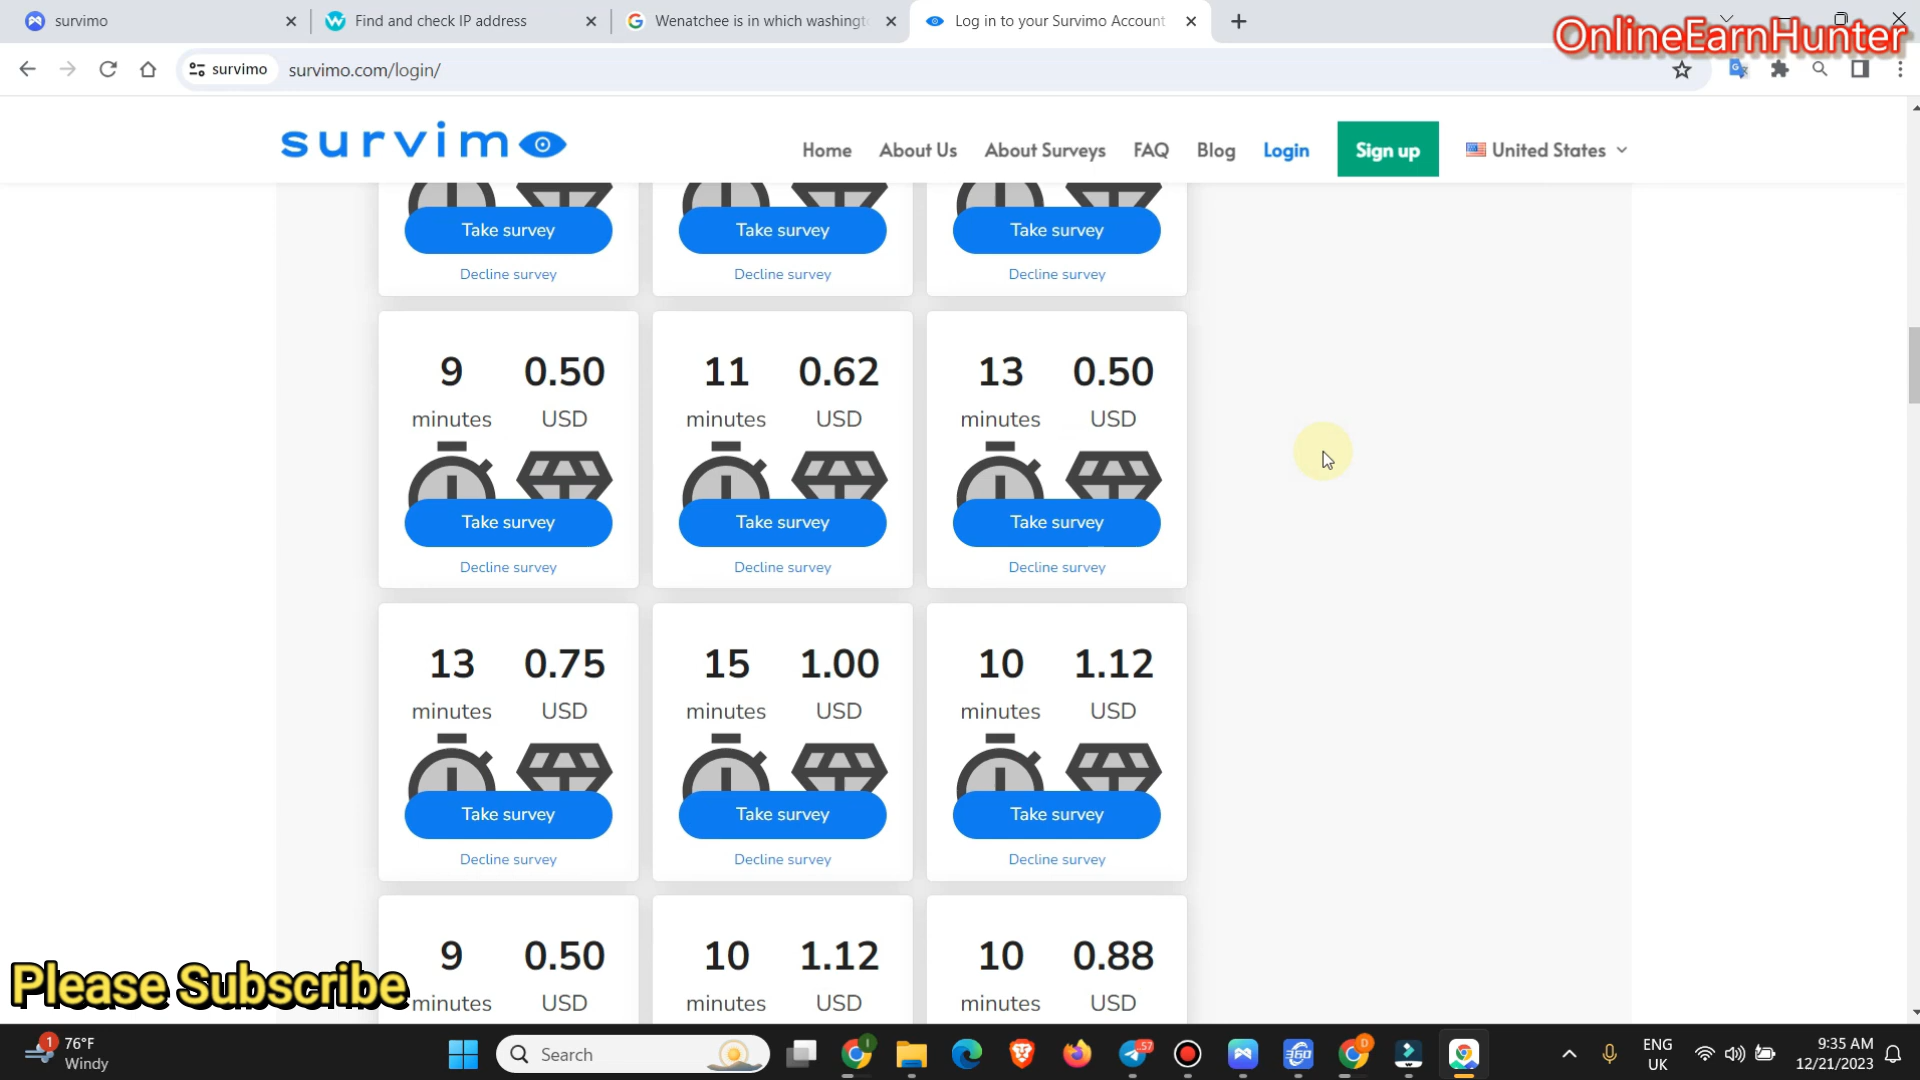 survimo
Find and check IP address
Wenatchee is in which washingt
Log in to your Survimo Account
OnlineEarnHunter
survimo
survimo.com/login/
survimo
Home
About Us
About Surveys
FAQ
Blog
Login
Sign up
United States
Take survey
Take survey
Take survey
Decline survey
Decline survey
Decline survey
9 0.50
minutes USD
11 0.62
minutes USD
13 0.50
minutes USD
Take survey
Take survey
Take survey
Decline survey
Decline survey
Decline survey
13 0.75
minutes USD
15 1.00
minutes USD
10 1.12
minutes USD
Take survey
Take survey
Take survey
Decline survey
Decline survey
Decline survey
9 0.50
minutes USD
10 1.12
minutes USD
10 0.88
minutes USD
Please Subscribe
1
76°F
Windy
Search
57
360
ENG
UK
9:35 AM
12/21/2023